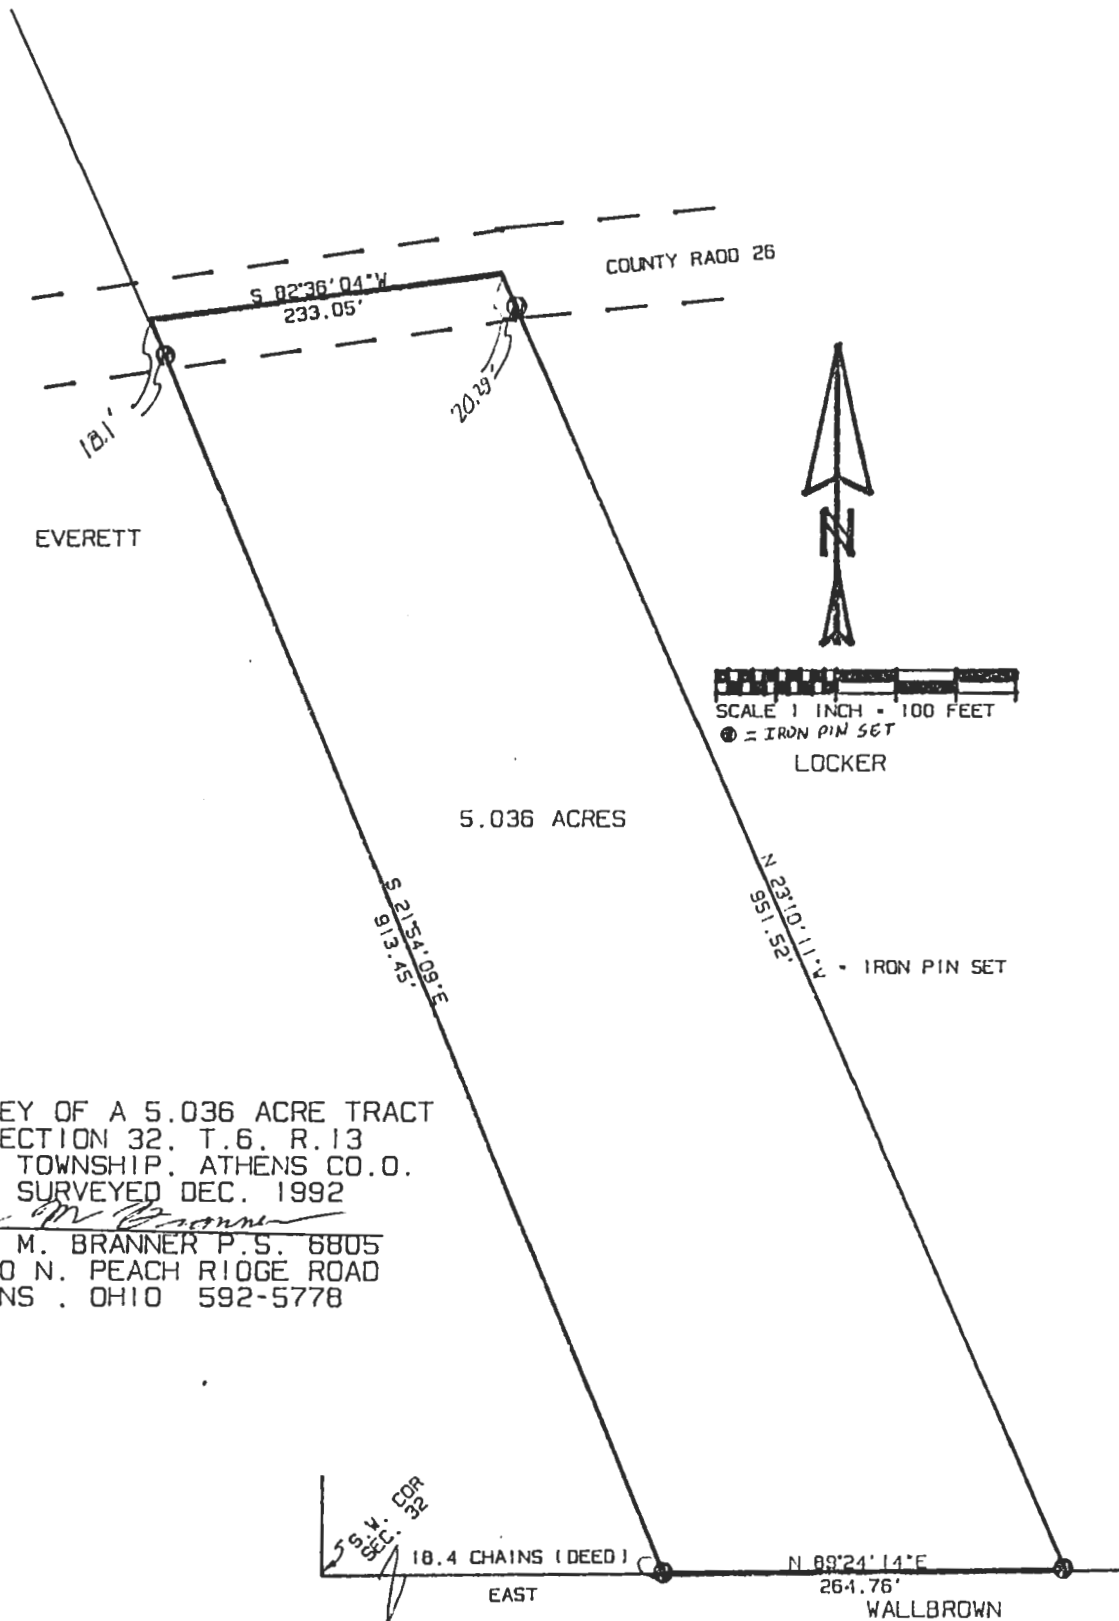 COUNTY RAOD 26
S 82°36'04"W
233.05'
18.1'
20.29'
EVERETT
N
SCALE 1 INCH = 100 FEET
= IRON PIN SET
LOCKER
5.036 ACRES
S 21°54'09"E
913.45'
N 23°10'11"W
951.52'
- IRON PIN SET
EY OF A 5.036 ACRE TRACT
ECTION 32. T.6. R.13
TOWNSHIP. ATHENS CO.O.
SURVEYED DEC. 1992
M. BRANNER P.S. 6805
0 N. PEACH RIDGE ROAD
NS . OHIO 592-5778
S.W. COR
SEC. 32
18.4 CHAINS (DEED)
EAST
N 89°24'14"E
264.76'
WALLBROWN